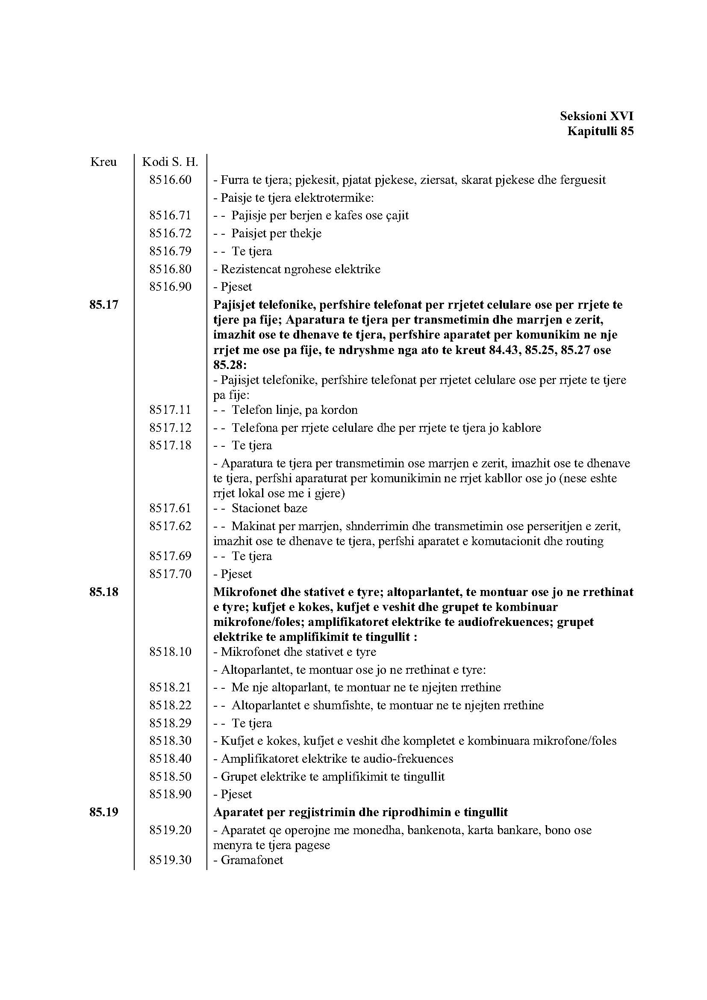 Seksioni XVI
Kapitulli 85
Kreu Kodi S. H.
8516.60 - Furra te tjera; pjekesit, pjatat pjekese, ziersat, skarat pjekese dhe ferguesit
- Paisje te tjera elektrotermike:
8516.71 - - Pajisje per berjen e kafes ose çajit
8516.72 - - Paisjet per thekje
8516.79 - - Te tjera
8516.80 - Rezistencat ngrohese elektrike
8516.90 - Pjeset
85.17 Pajisjet telefonike, perfshire telefonat per rrjetet celulare ose per rrjete te
tjere pa fije; Aparatura te tjera per transmetimin dhe marrjen e zerit,
imazhit ose te dhenave te tjera, perfshire aparatet per komunikim ne nje
rrjet me ose pa fije, te ndryshme nga ato te kreut 84.43, 85.25, 85.27 ose
85.28:
- Pajisjet telefonike, perfshire telefonat per rrjetet celulare ose per rrjete te tjere
pa fije:
8517.11 - - Telefon linje, pa kordon
8517.12 - - Telefona per rrjete celulare dhe per rrjete te tjera jo kablore
8517.18 - - Te tjera
- Aparatura te tjera per transmetimin ose marrjen e zerit, imazhit ose te dhenave
te tjera, perfshi aparaturat per komunikimin ne rrjet kabllor ose jo (nese eshte
rrjet lokal ose me i gjere)
8517.61 - - Stacionet baze
8517.62 - - Makinat per marrjen, shnderrimin dhe transmetimin ose perseritjen e zerit,
imazhit ose te dhenave te tjera, perfshi aparatet e komutacionit dhe routing
8517.69 - - Te tjera
8517.70 - Pjeset
85.18 Mikrofonet dhe stativet e tyre; altoparlantet, te montuar ose jo ne rrethinat
e tyre; kufjet e kokes, kufjet e veshit dhe grupet te kombinuar
mikrofone/foles; amplifikatoret elektrike te audiofrekuences; grupet
elektrike te amplifikimit te tingullit :
8518.10 - Mikrofonet dhe stativet e tyre
- Altoparlantet, te montuar ose jo ne rrethinat e tyre:
8518.21 - - Me nje altoparlant, te montuar ne te njejten rrethine
8518.22 - - Altoparlantet e shumfishte, te montuar ne te njejten rrethine
8518.29 - - Te tjera
8518.30 - Kufjet e kokes, kufjet e veshit dhe kompletet e kombinuara mikrofone/foles
8518.40 - Amplifikatoret elektrike te audio-frekuences
8518.50 - Grupet elektrike te amplifikimit te tingullit
8518.90 - Pjeset
85.19 Aparatet per regjistrimin dhe riprodhimin e tingullit
8519.20 - Aparatet qe operojne me monedha, bankenota, karta bankare, bono ose
menyra te tjera pagese
8519.30 - Gramafonet